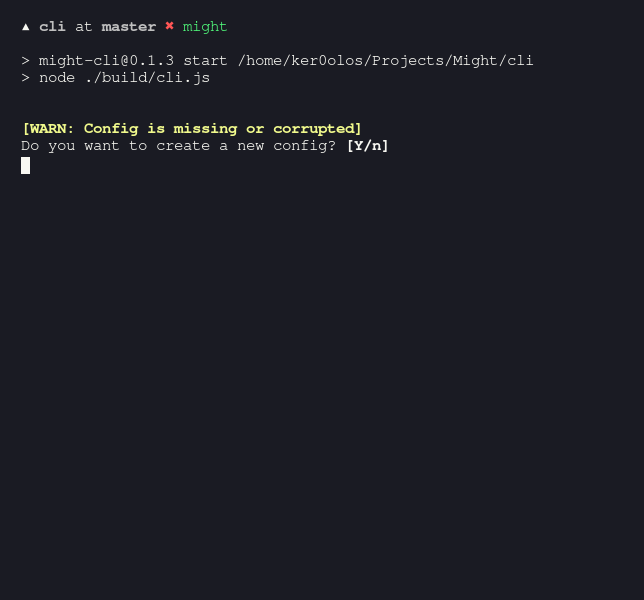 ▲ cli at master ✖ might
> might-cli@0.1.3 start /home/ker0olos/Projects/Might/cli
> node ./build/cli.js
[WARN: Config is missing or corrupted]
Do you want to create a new config? [Y/n]